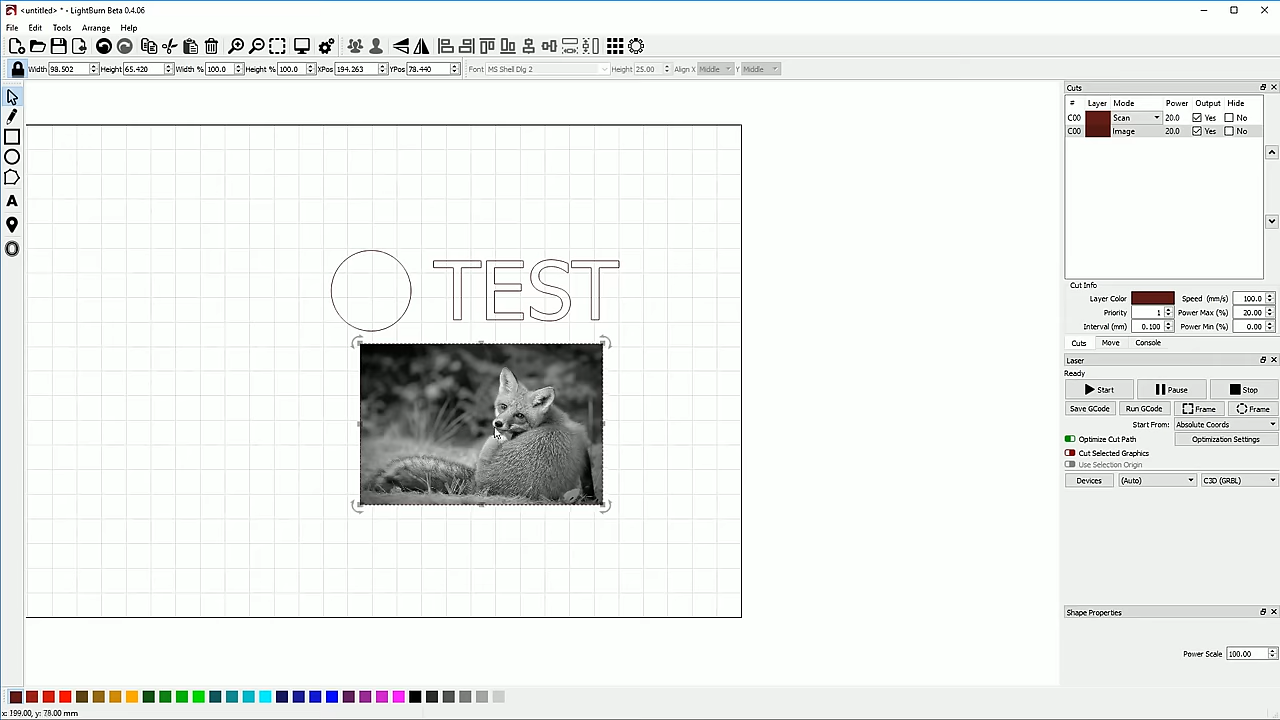 <untitled> * - LightBurn Beta 0.4.06
File Edit Tools Arrange Help
Width 98.502 Height 65.420 Width % 100.0 Height % 100.0 XPos 194.263 YPos 78.440 Font MS Shell Dlg 2 Height 25.00 Align X Middle Y Middle
Cuts
# Layer Mode Power Output Hide
C00 Scan 20.0 Yes No
C00 Image 20.0 Yes No
A
TEST
Cut Info
Layer Color Speed (mm/s) 100.0
Priority 1 Power Max (%) 20.00
Interval (mm) 0.100 Power Min (%) 0.00
Cuts Move Console
Laser
Ready
Start Pause Stop
Save GCode Run GCode Frame Frame
Start From: Absolute Coords
Optimize Cut Path Optimization Settings
Cut Selected Graphics
Use Selection Origin
Devices (Auto) C3D (GRBL)
Shape Properties
Power Scale 100.00
x: 199.00, y: 78.00 mm